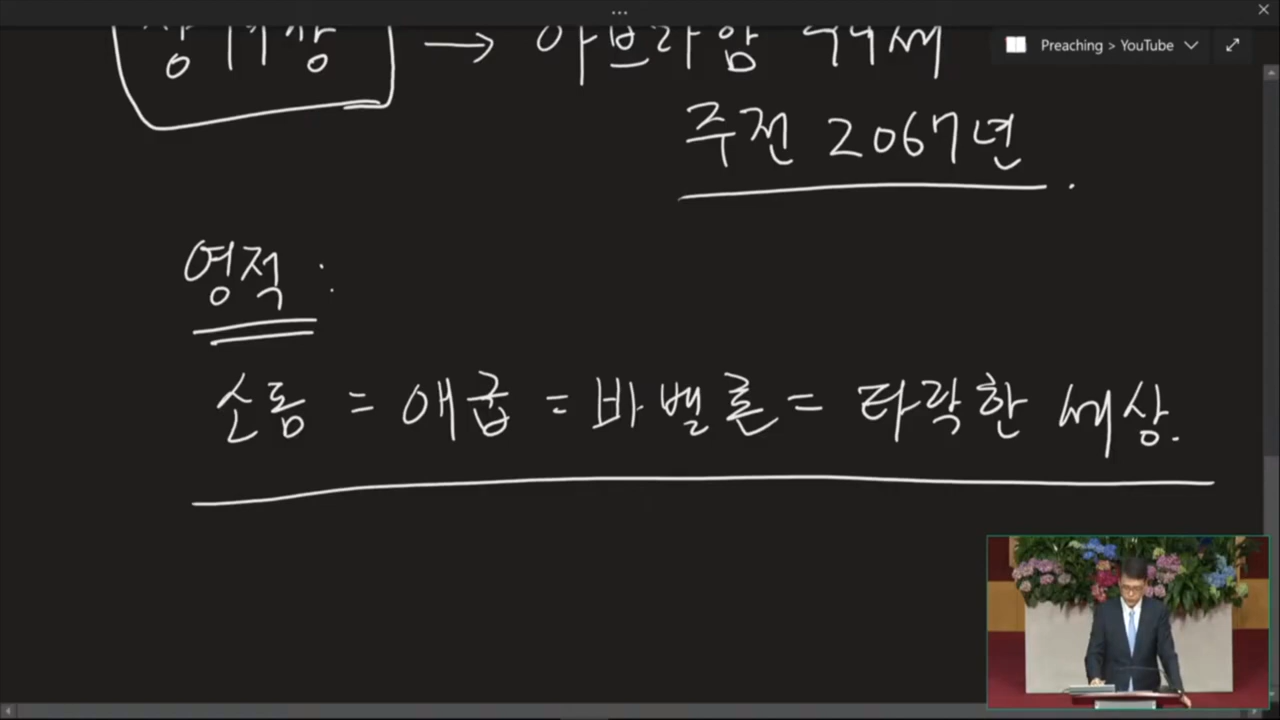 Preaching > YouTube
→ 아브라함 99세
주전 2067년.
영적:
소돔 = 애굽 = 바벨론 = 타락한 세상.